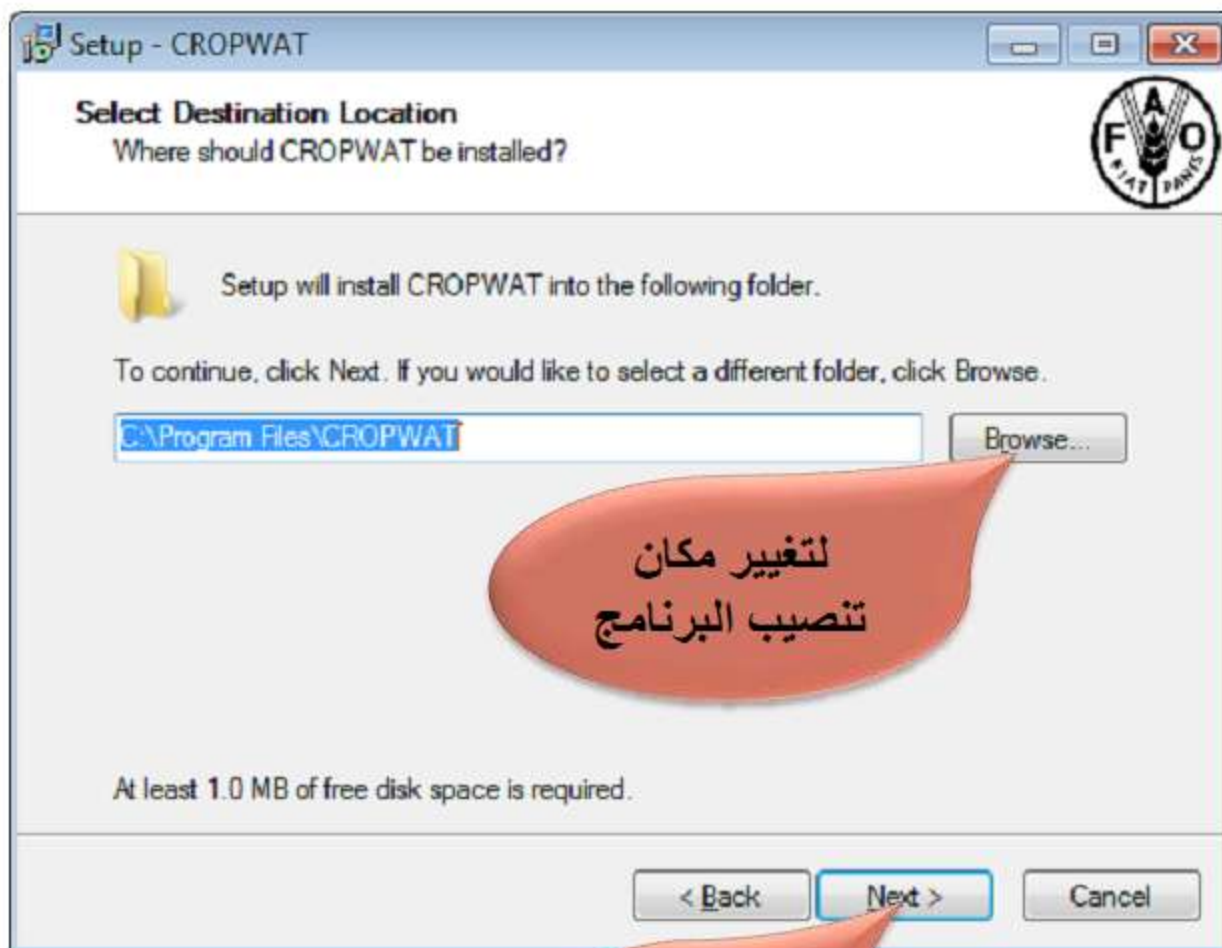 Setup - CROPWAT
Select Destination Location
Where should CROPWAT be installed?
F A O
FIAT PANIS
Setup will install CROPWAT into the following folder.
To continue, click Next. If you would like to select a different folder, click Browse.
C:\Program Files\CROPWAT
Browse...
لتغيير مكان
تنصيب البرنامج
At least 1.0 MB of free disk space is required.
< Back
Next >
Cancel